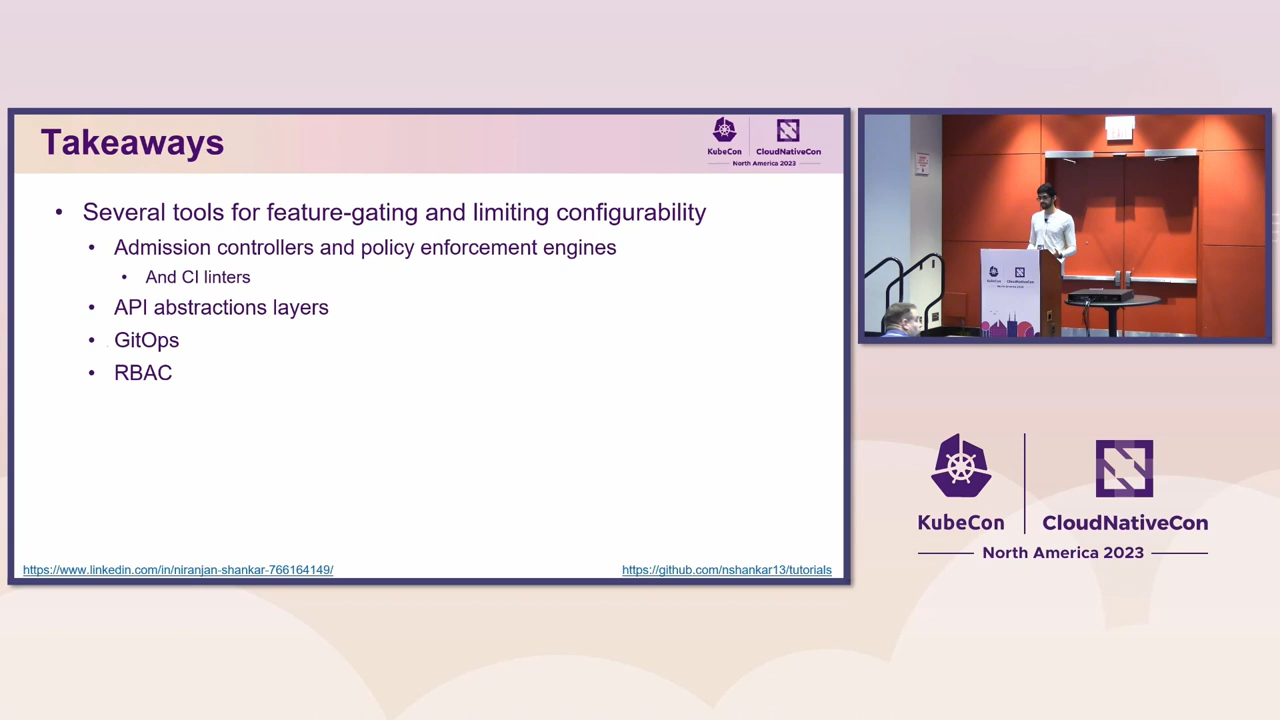 Takeaways
KubeCon
CloudNativeCon
North America 2023
• Several tools for feature-gating and limiting configurability
• Admission controllers and policy enforcement engines
• And CI linters
• API abstractions layers
• GitOps
• RBAC
https://www.linkedin.com/in/niranjan-shankar-766164149/
https://github.com/nshankar13/tutorials
EXIT
KubeCon
CloudNativeCon
North America 2023